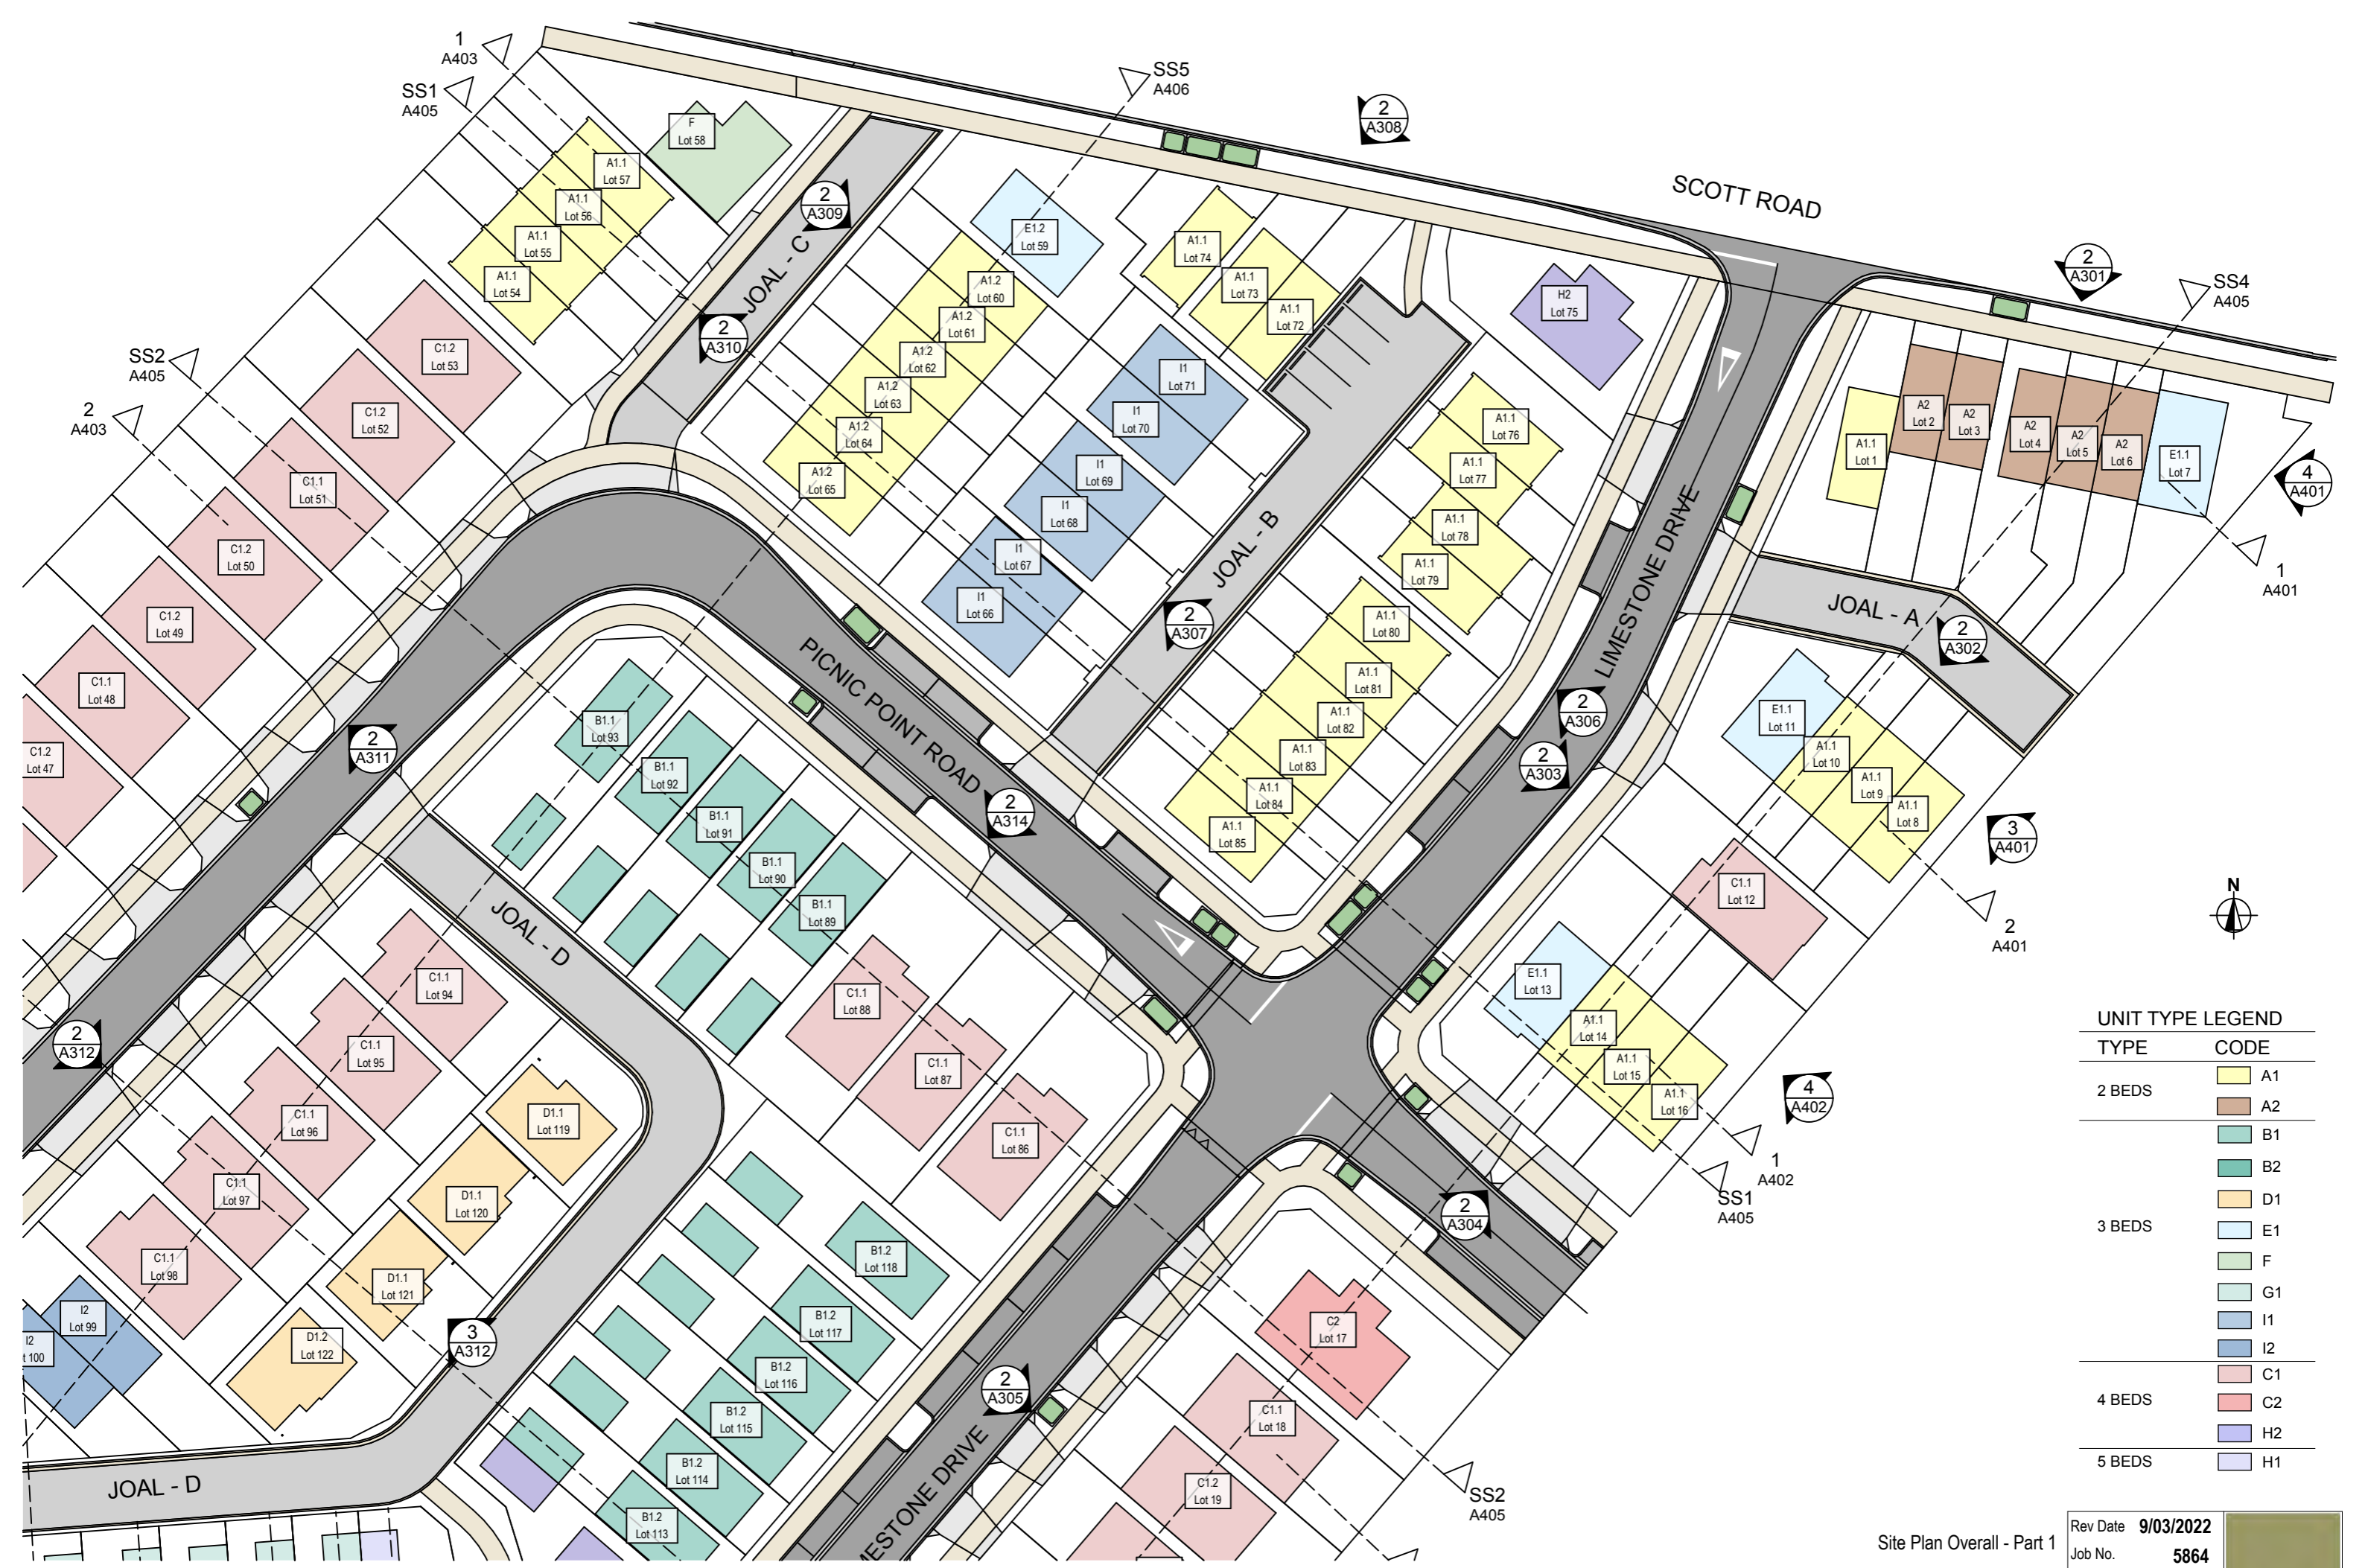 1
A403
SS1
A405
SS5
A406
2
A308
SCOTT ROAD
2
A301
SS4
A405
F
Lot 58
A1.1
Lot 57
A1.1
Lot 56
A1.1
Lot 55
A1.1
Lot 54
2
A309
JOAL - C
2
A310
E1.2
Lot 59
A1.2
Lot 60
A1.2
Lot 61
A1.2
Lot 62
A1.2
Lot 63
A1.2
Lot 64
A1.2
Lot 65
A1.1
Lot 74
A1.1
Lot 73
A1.1
Lot 72
I1
Lot 71
I1
Lot 70
I1
Lot 69
I1
Lot 68
I1
Lot 67
I1
Lot 66
H2
Lot 75
A1.1
Lot 76
A1.1
Lot 77
A1.1
Lot 78
A1.1
Lot 79
A1.1
Lot 80
A1.1
Lot 81
A1.1
Lot 82
A1.1
Lot 83
A1.1
Lot 84
A1.1
Lot 85
JOAL - B
2
A307
LIMESTONE DRIVE
2
A306
2
A303
A1.1
Lot 1
A2
Lot 2
A2
Lot 3
A2
Lot 4
A2
Lot 5
A2
Lot 6
E1.1
Lot 7
4
A401
1
A401
JOAL - A
2
A302
E1.1
Lot 11
A1.1
Lot 10
A1.1
Lot 9
A1.1
Lot 8
3
A401
2
A401
C1.1
Lot 12
E1.1
Lot 13
A1.1
Lot 14
A1.1
Lot 15
A1.1
Lot 16
4
A402
1
A402
SS1
A405
N
SS2
A405
2
A403
C1.2
Lot 53
C1.2
Lot 52
C1.1
Lot 51
C1.2
Lot 50
C1.2
Lot 49
C1.1
Lot 48
C1.2
Lot 47
2
A311
2
A312
PICNIC POINT ROAD
2
A314
B1.1
Lot 93
B1.1
Lot 92
B1.1
Lot 91
B1.1
Lot 90
B1.1
Lot 89
JOAL - D
C1.1
Lot 88
C1.1
Lot 87
C1.1
Lot 86
C1.1
Lot 94
C1.1
Lot 95
C1.1
Lot 96
C1.1
Lot 97
C1.1
Lot 98
I2
Lot 99
I2
t 100
D1.1
Lot 119
D1.1
Lot 120
D1.1
Lot 121
D1.2
Lot 122
3
A312
JOAL - D
B1.2
Lot 118
B1.2
Lot 117
B1.2
Lot 116
B1.2
Lot 115
B1.2
Lot 114
B1.2
Lot 113
2
A305
MESTONE DRIVE
2
A304
C2
Lot 17
C1.1
Lot 18
C1.2
Lot 19
SS2
A405
UNIT TYPE LEGEND
TYPE CODE
2 BEDS
A1
A2
3 BEDS
B1
B2
D1
E1
F
G1
I1
I2
4 BEDS
C1
C2
H2
5 BEDS
H1
Site Plan Overall - Part 1
Rev Date 9/03/2022
Job No. 5864